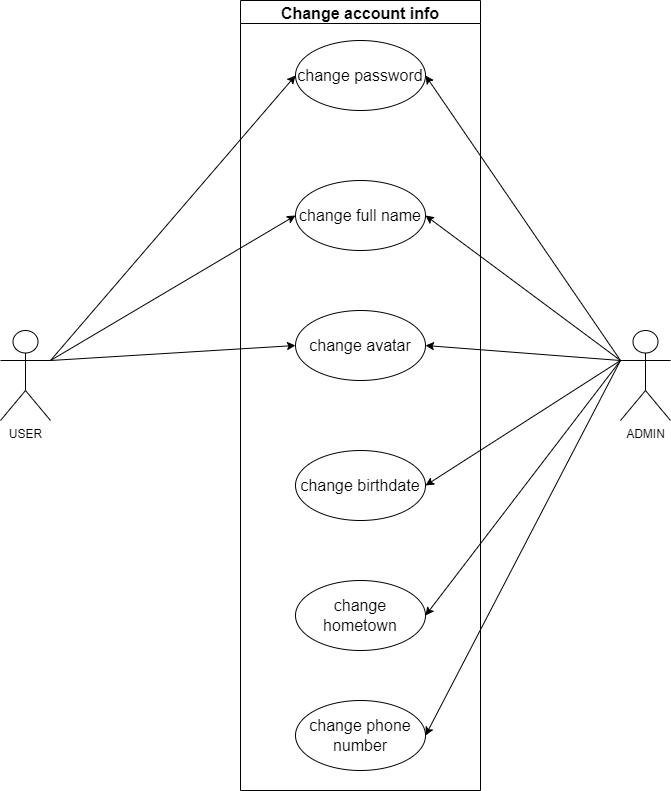 Change account info
change password
change full name
change avatar
USER
ADMIN
change birthdate
change
hometown
change phone
number